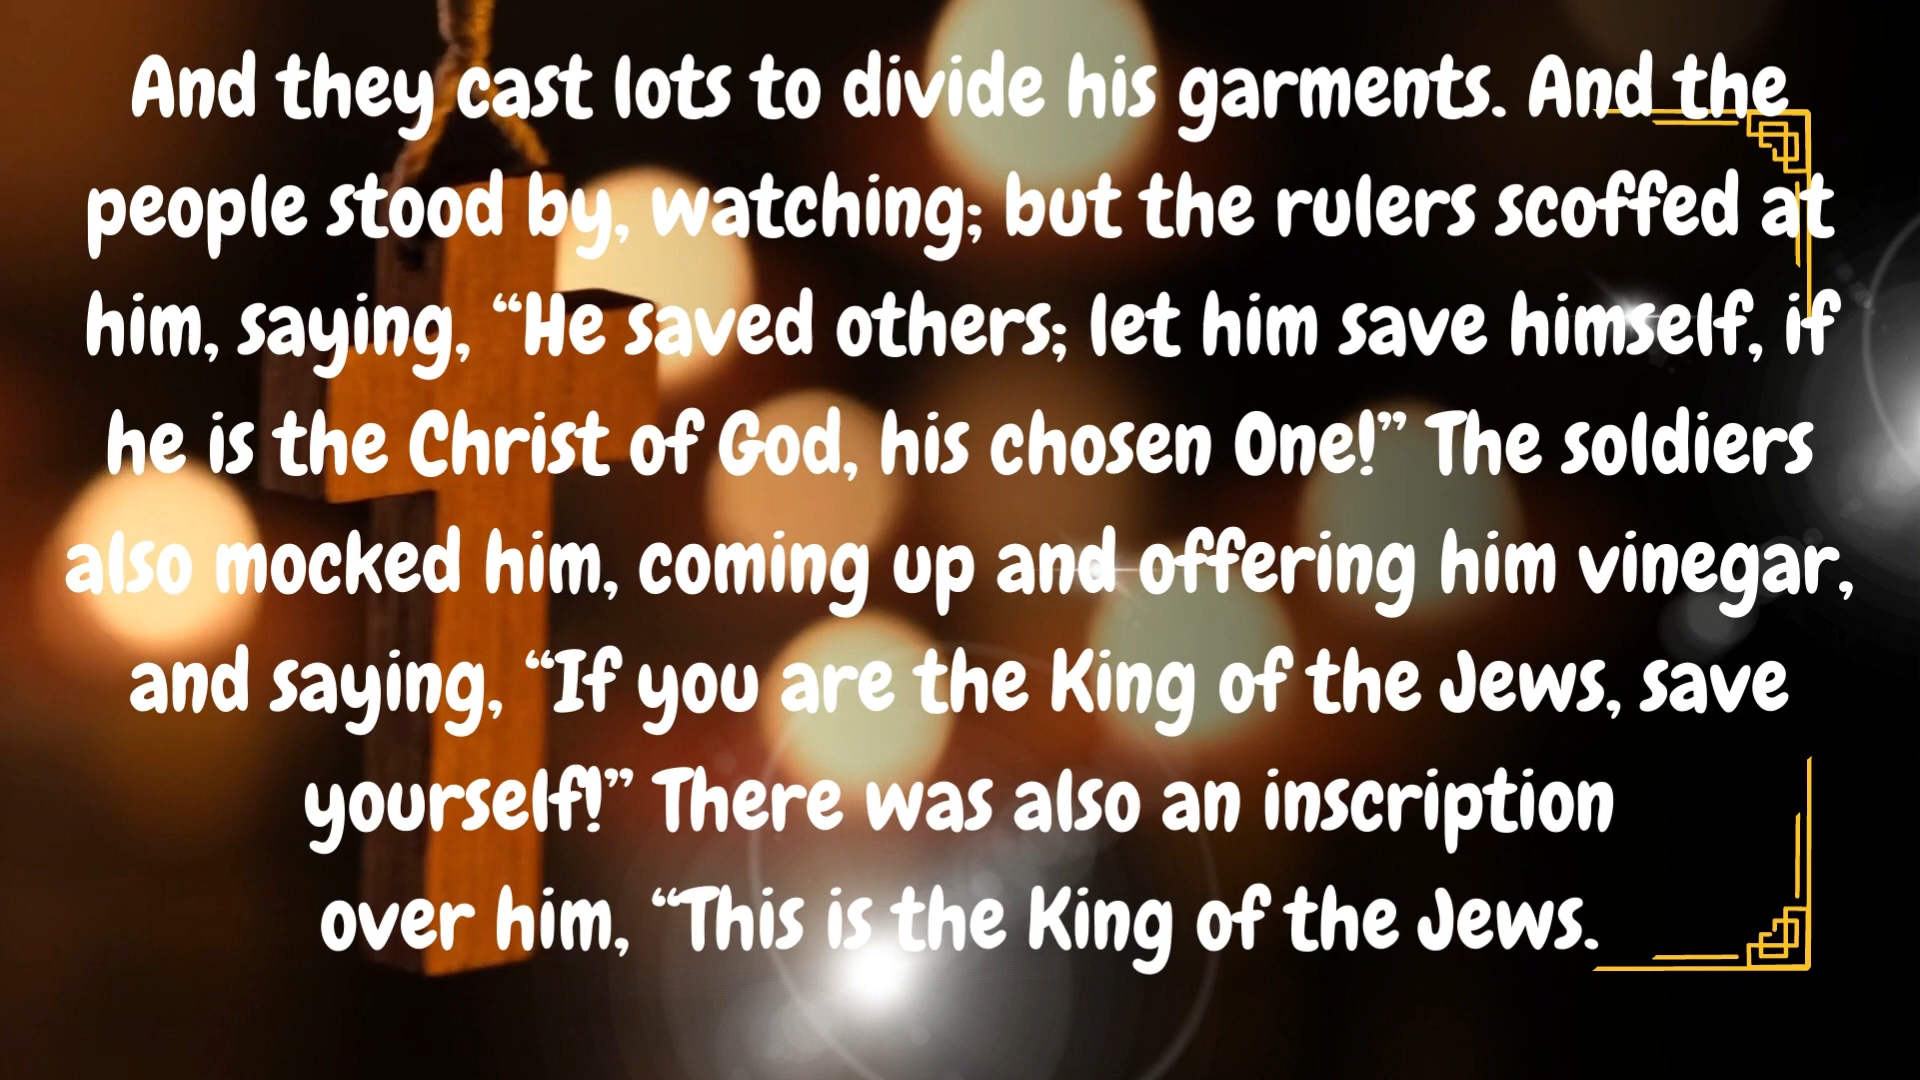 And they cast lots to divide his garments. And the
people stood by, watching; but the rulers scoffed at
him, saying, “He saved others; let him save himself, if
he is the Christ of God, his chosen One!” The soldiers
also mocked him, coming up and offering him vinegar,
and saying, “If you are the King of the Jews, save
yourself!” There was also an inscription
over him, “This is the King of the Jews.